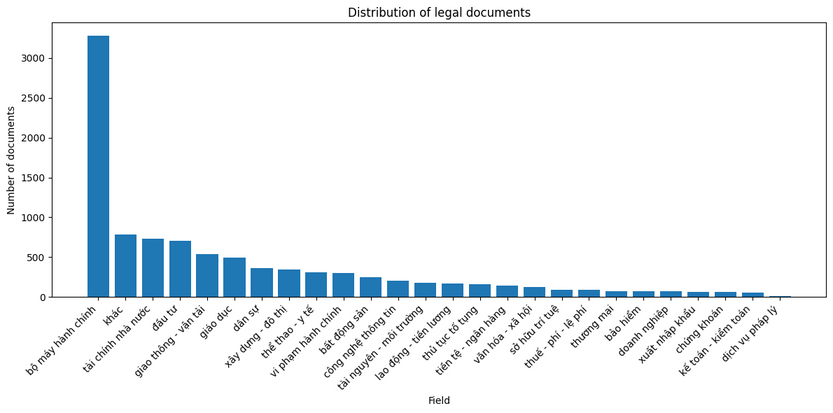 Distribution of legal documents
Number of documents
3000
2500
2000
1500
1000
500
0
bộ máy hành chính
khác
tài chính nhà nước
đầu tư
giao thông - vận tải
giáo dục
dân sự
xây dựng - đô thị
thể thao - y tế
vi phạm hành chính
bất động sản
công nghệ thông tin
tài nguyên - môi trường
lao động - tiền lương
thủ tục tố tụng
tiền tệ - ngân hàng
văn hóa - xã hội
sở hữu trí tuệ
thuế - phí - lệ phí
thương mại
bảo hiểm
doanh nghiệp
xuất nhập khẩu
chứng khoán
kế toán - kiểm toán
dịch vụ pháp lý
Field